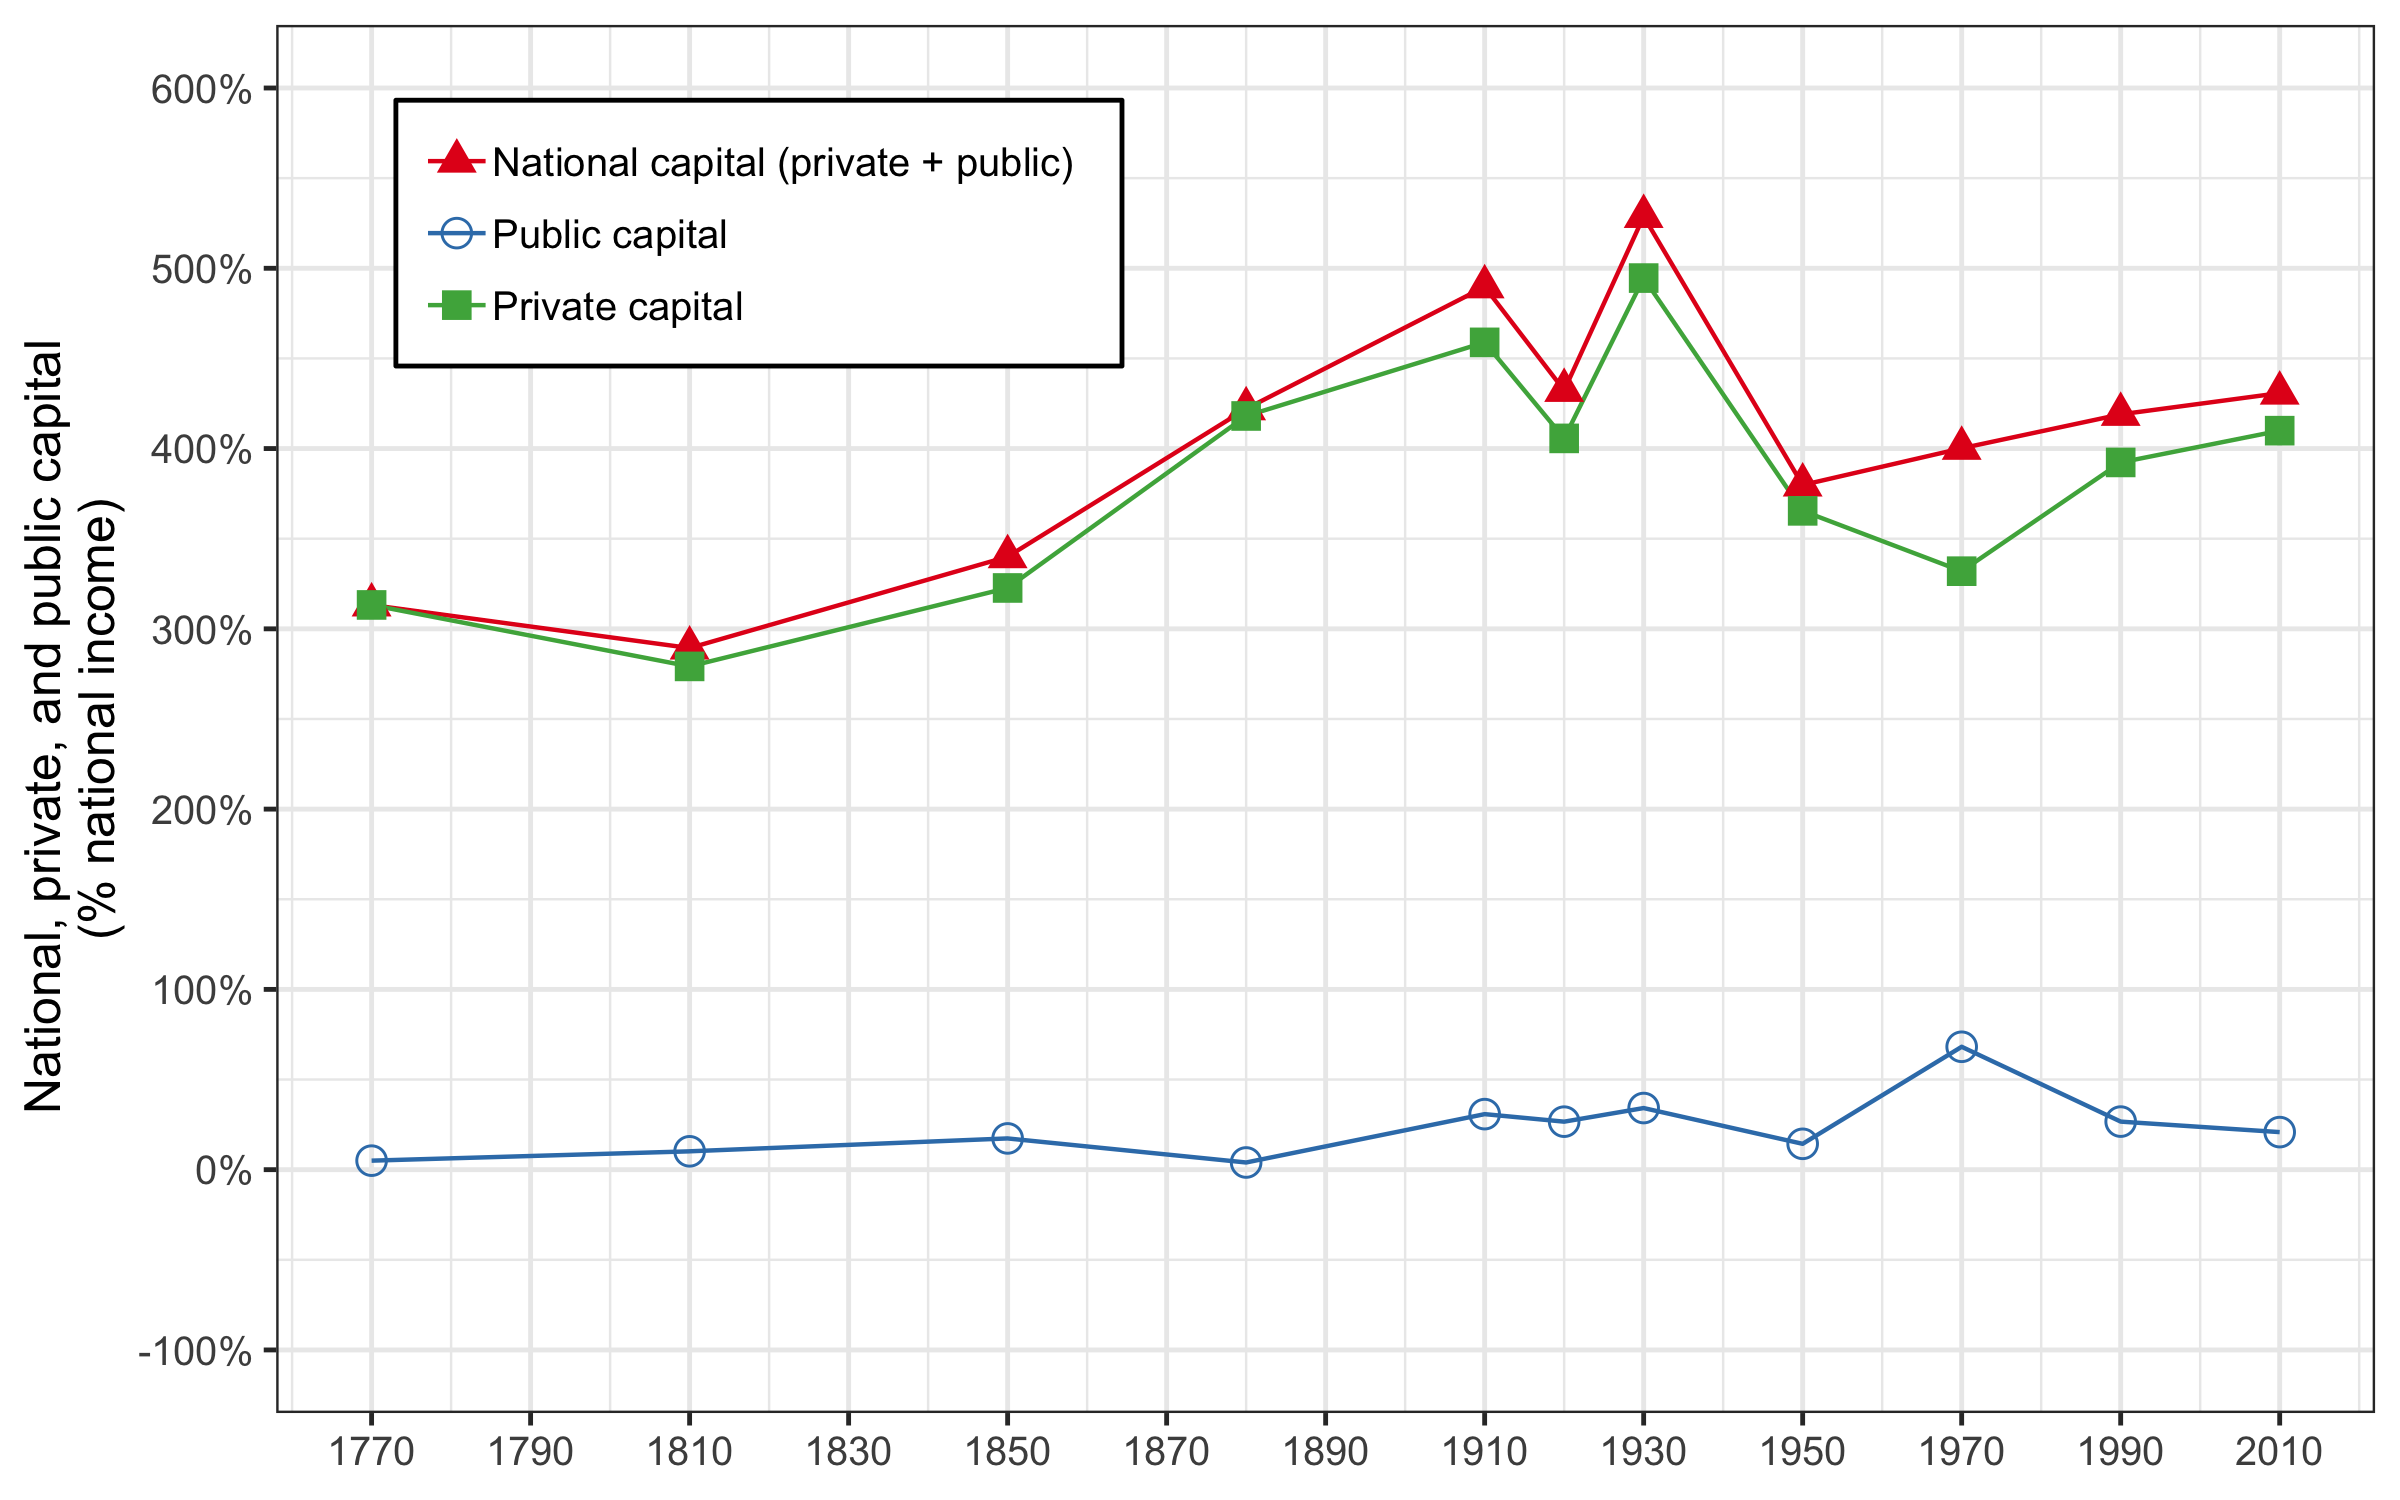 National, private, and public capital
(% national income)
600%
500%
400%
300%
200%
100%
0%
-100%
National capital (private + public)
Public capital
Private capital
1770 1790 1810 1830 1850 1870 1890 1910 1930 1950 1970 1990 2010